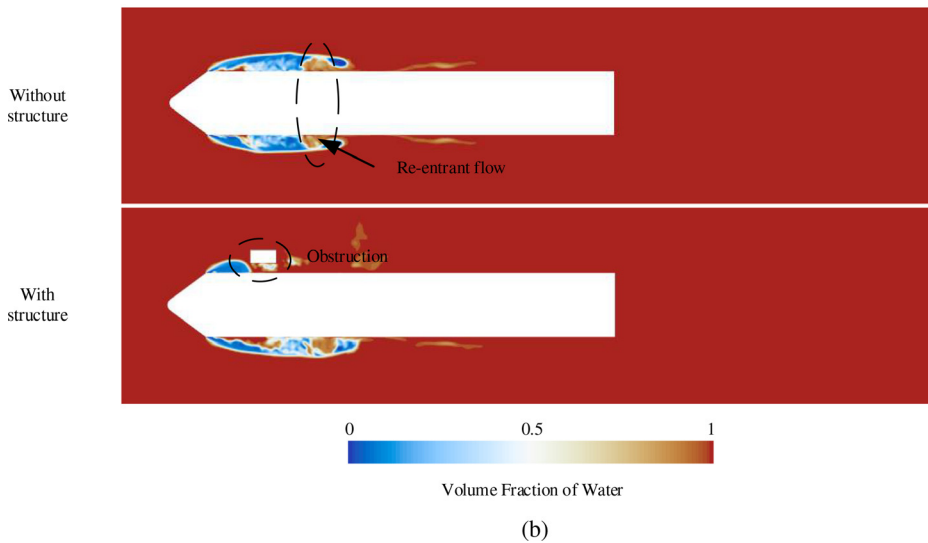 Without
structure
Re-entrant flow
Obstruction
With
structure
0 0.5 1
Volume Fraction of Water
(b)